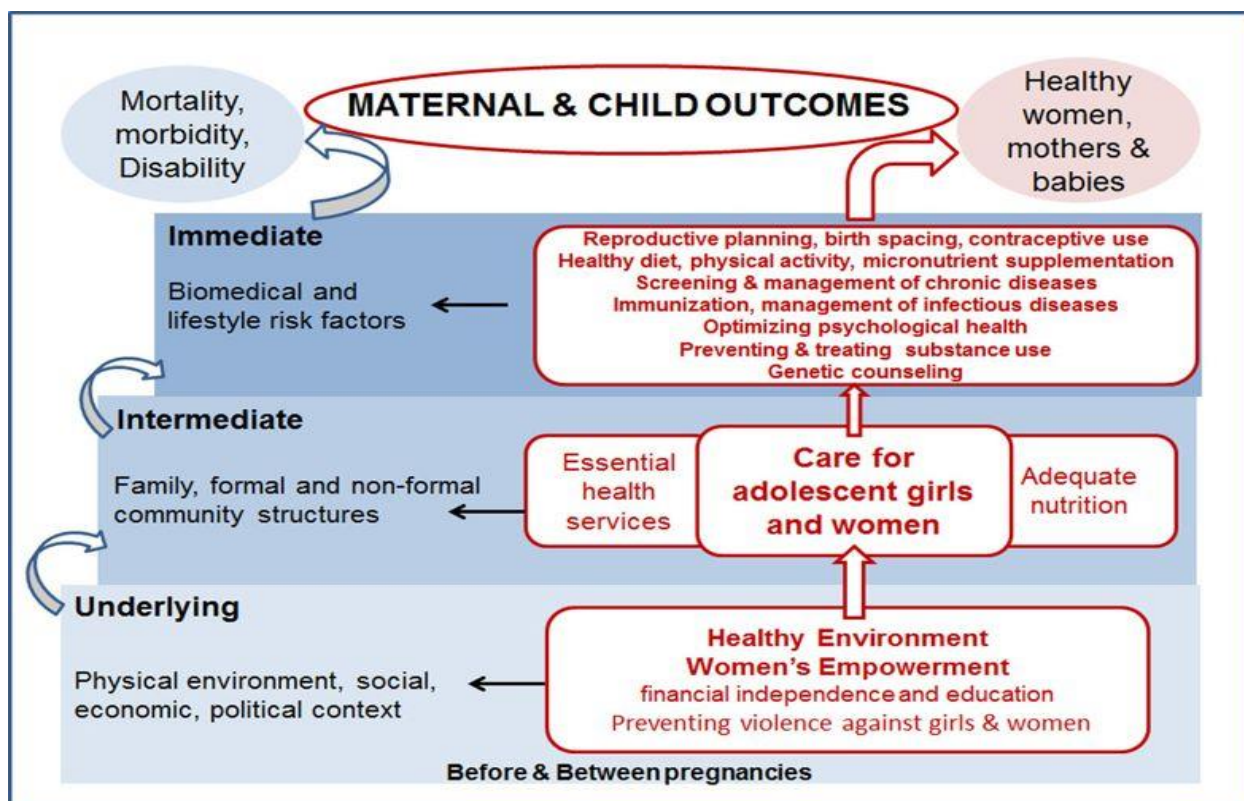 Mortality,
morbidity,
Disability
MATERNAL & CHILD OUTCOMES
Healthy
women,
mothers &
babies
Immediate
Biomedical and
lifestyle risk factors
Reproductive planning, birth spacing, contraceptive use
Healthy diet, physical activity, micronutrient supplementation
Screening & management of chronic diseases
Immunization, management of infectious diseases
Optimizing psychological health
Preventing & treating substance use
Genetic counseling
Intermediate
Family, formal and non-formal
community structures
Essential
health
services
Care for
adolescent girls
and women
Adequate
nutrition
Underlying
Physical environment, social,
economic, political context
Healthy Environment
Women's Empowerment
financial independence and education
Preventing violence against girls & women
Before & Between pregnancies